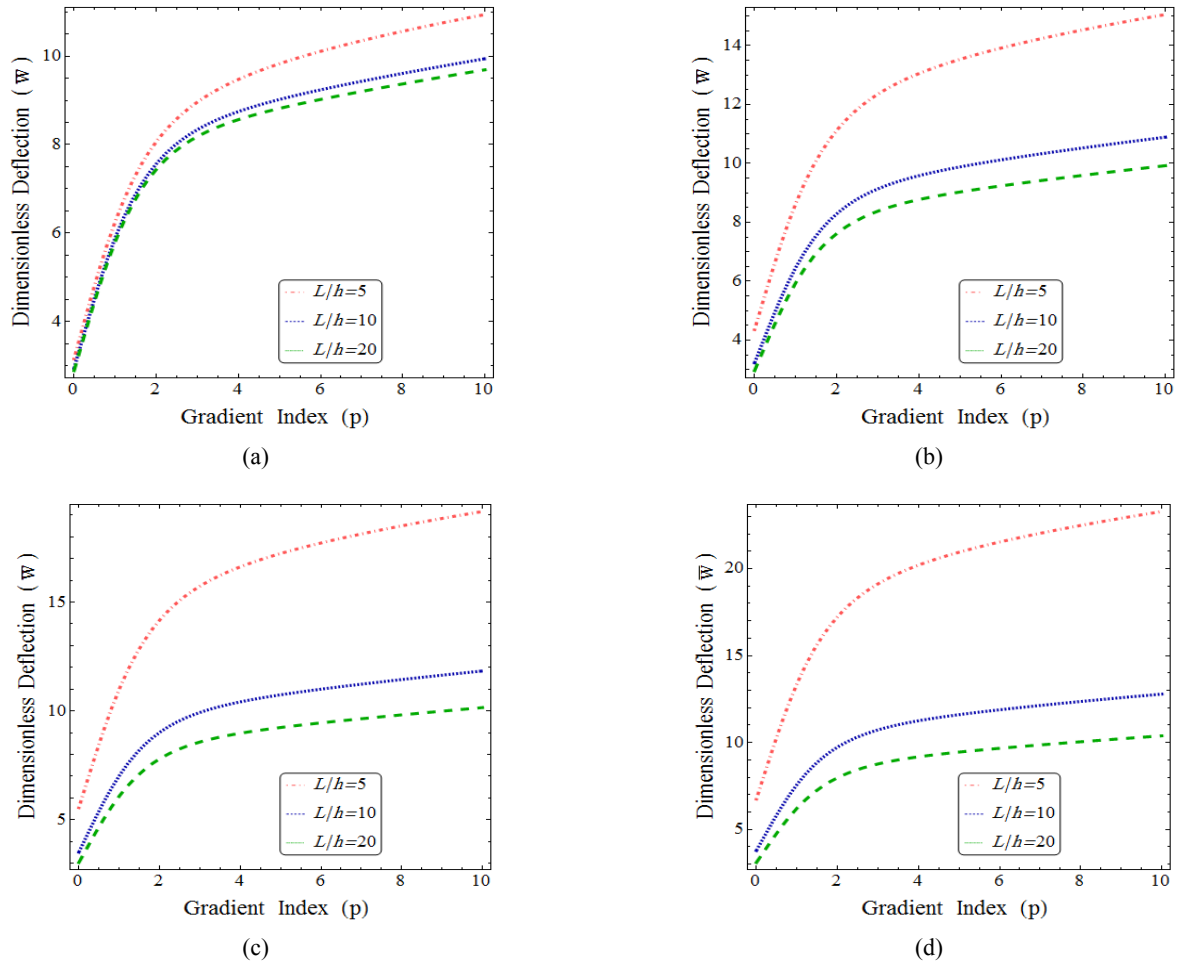 Dimensionless Deflection ( w̅ )
10
8
6
4
L/h=5
L/h=10
L/h=20
0 2 4 6 8 10
Gradient Index (p)
(a)
Dimensionless Deflection ( w̅ )
14
12
10
8
6
4
L/h=5
L/h=10
L/h=20
0 2 4 6 8 10
Gradient Index (p)
(b)
Dimensionless Deflection ( w̅ )
15
10
5
L/h=5
L/h=10
L/h=20
0 2 4 6 8 10
Gradient Index (p)
(c)
Dimensionless Deflection ( w̅ )
20
15
10
5
L/h=5
L/h=10
L/h=20
0 2 4 6 8 10
Gradient Index (p)
(d)